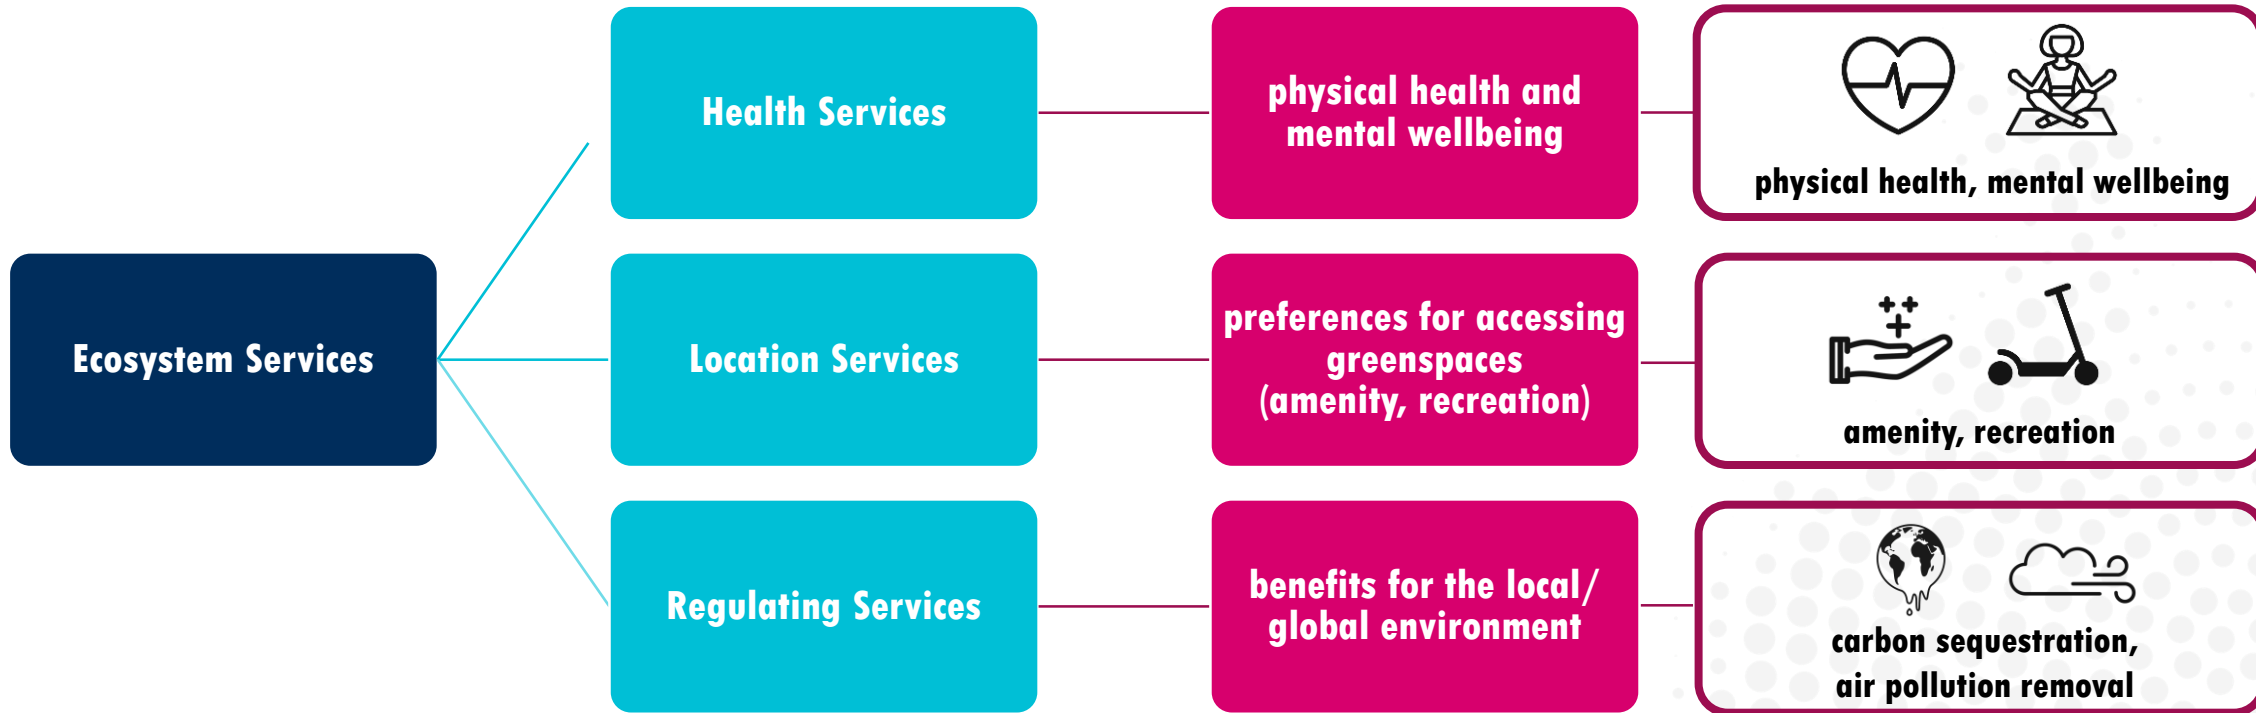 Health Services
physical health and
mental wellbeing
physical health, mental wellbeing
Ecosystem Services
Location Services
preferences for accessing
greenspaces
(amenity, recreation)
amenity, recreation
Regulating Services
benefits for the local/
global environment
carbon sequestration,
air pollution removal